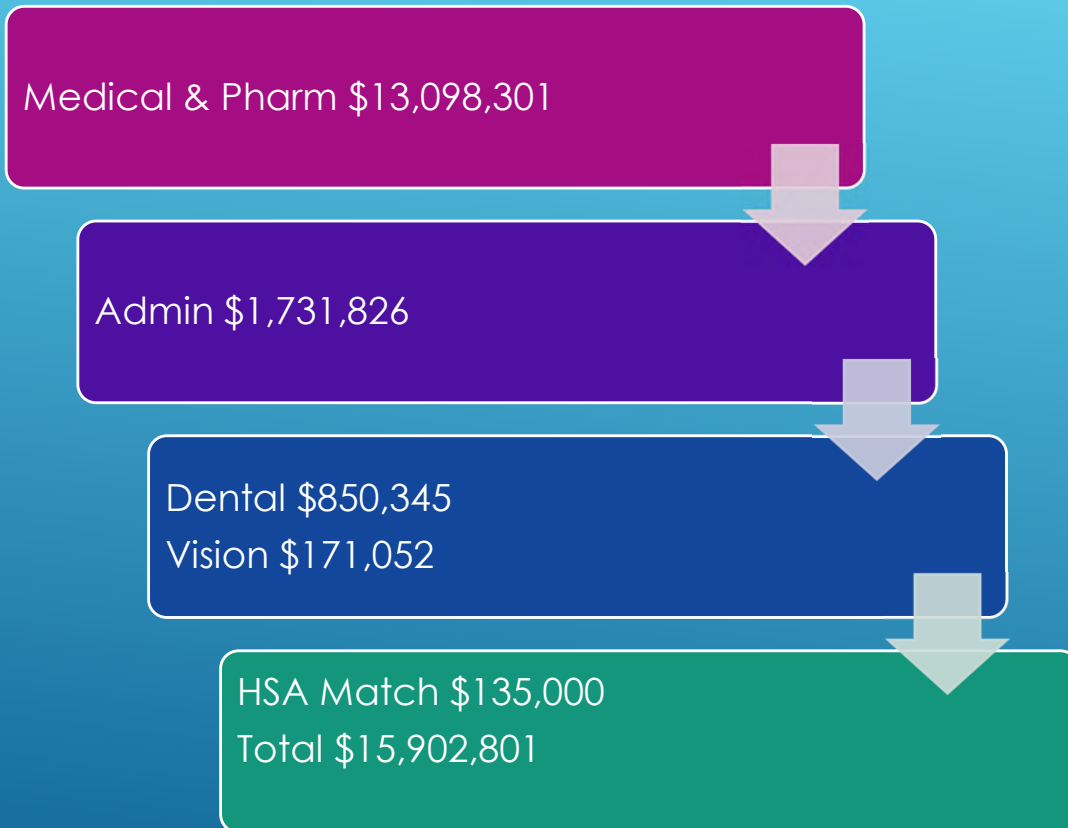 Medical & Pharm $13,098,301
Admin $1,731,826
Dental $850,345
Vision $171,052
HSA Match $135,000
Total $15,902,801